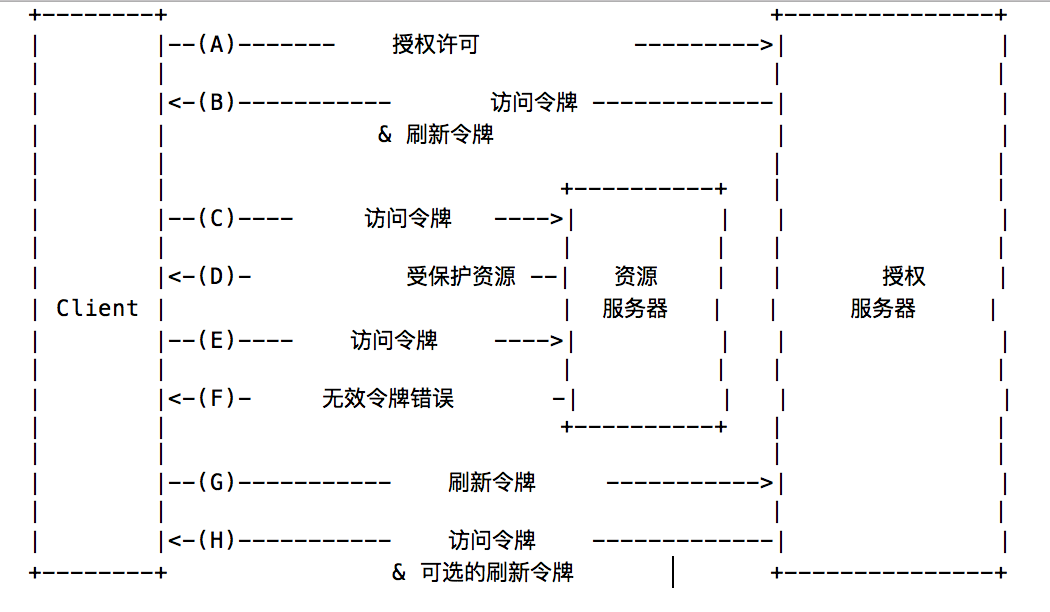 +--------+                                           +---------------+
|        |--(A)------- 授权许可 --------->|               |
|        |<-(B)----------- 访问令牌 -------------|               |
|        |               & 刷新令牌             |               |
|        |                            +----------+   |               |
|        |--(C)---- 访问令牌 ---->|          |   |               |
|        |<-(D)- 受保护资源 --|   资源   |   |     授权      |
| Client |                            |  服务器  |   |    服务器     |
|        |--(E)---- 访问令牌 ---->|          |   |               |
|        |<-(F)- 无效令牌错误 -|          |   |               |
|        |                            +----------+   |               |
|        |--(G)----------- 刷新令牌 ----------->|               |
|        |<-(H)----------- 访问令牌 -------------|               |
+--------+           & 可选的刷新令牌        +---------------+